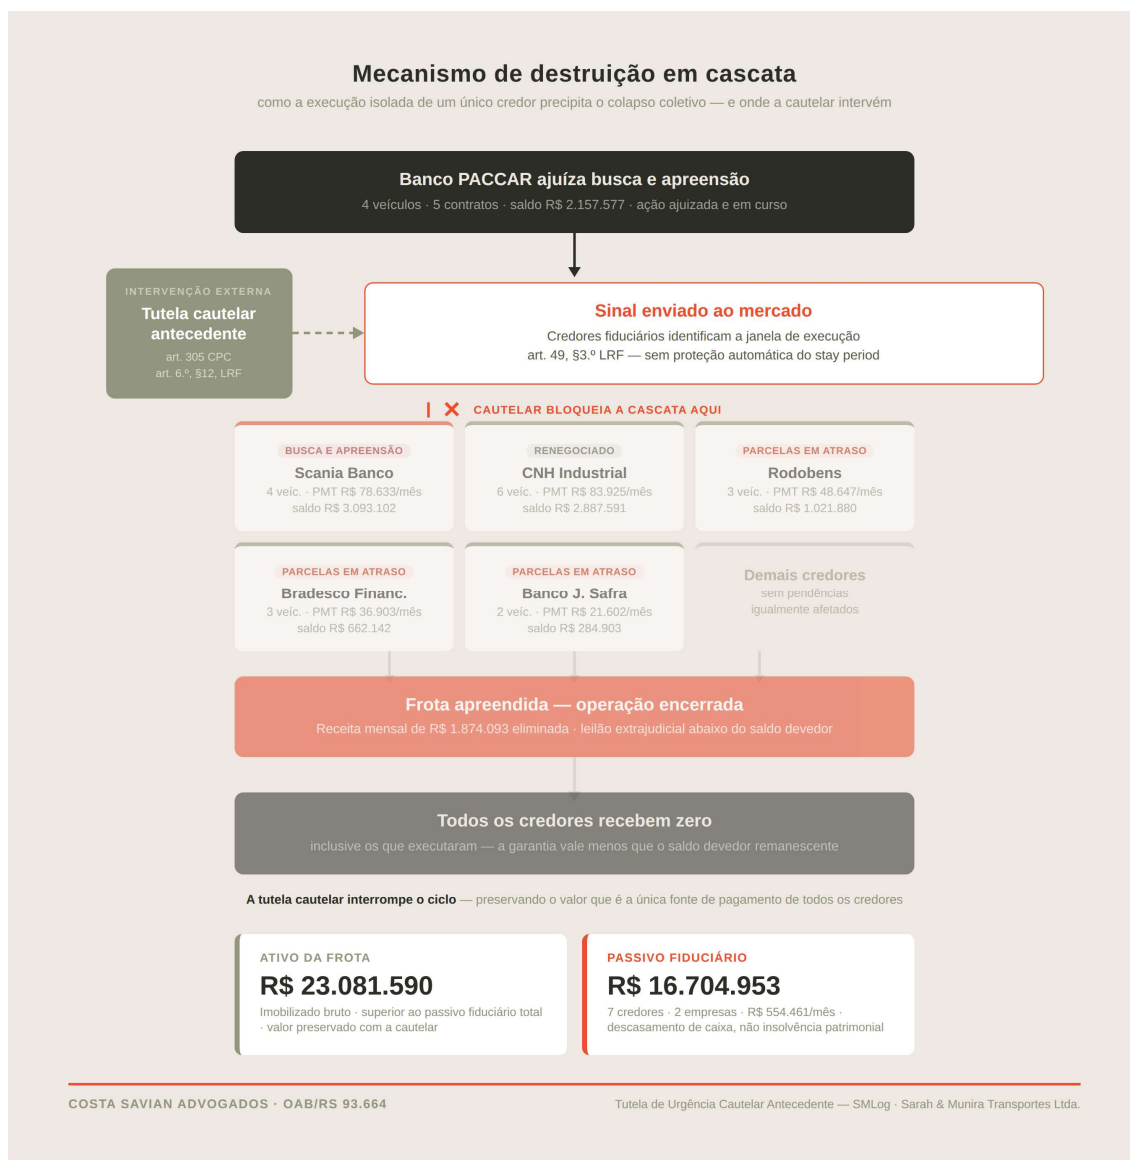 Mecanismo de destruição em cascata
como a execução isolada de um único credor precipita o colapso coletivo — e onde a cautelar intervém
Banco PACCAR ajuíza busca e apreensão
4 veículos · 5 contratos · saldo R$ 2.157.577 · ação ajuizada e em curso
INTERVENÇÃO EXTERNA
Tutela cautelar
antecedente
art. 305 CPC
art. 6.º, §12, LRF
Sinal enviado ao mercado
Credores fiduciários identificam a janela de execução
art. 49, §3.º LRF — sem proteção automática do stay period
CAUTELAR BLOQUEIA A CASCATA AQUI
BUSCA E APREENSÃO
Scania Banco
4 veíc. · PMT R$ 78.633/mês
saldo R$ 3.093.102
RENEGOCIADO
CNH Industrial
6 veíc. · PMT R$ 83.925/mês
saldo R$ 2.887.591
PARCELAS EM ATRASO
Rodobens
3 veíc. · PMT R$ 48.647/mês
saldo R$ 1.021.880
PARCELAS EM ATRASO
Bradesco Financ.
3 veíc. · PMT R$ 36.903/mês
saldo R$ 662.142
PARCELAS EM ATRASO
Banco J. Safra
2 veíc. · PMT R$ 21.602/mês
saldo R$ 284.903
Demais credores
sem pendências
igualmente afetados
Frota apreendida — operação encerrada
Receita mensal de R$ 1.874.093 eliminada · leilão extrajudicial abaixo do saldo devedor
Todos os credores recebem zero
inclusive os que executaram — a garantia vale menos que o saldo devedor remanescente
A tutela cautelar interrompe o ciclo — preservando o valor que é a única fonte de pagamento de todos os credores
ATIVO DA FROTA
R$ 23.081.590
Imobilizado bruto · superior ao passivo fiduciário total
· valor preservado com a cautelar
PASSIVO FIDUCIÁRIO
R$ 16.704.953
7 credores · 2 empresas · R$ 554.461/mês ·
descasamento de caixa, não insolvência patrimonial
COSTA SAVIAN ADVOGADOS · OAB/RS 93.664
Tutela de Urgência Cautelar Antecedente — SMLog · Sarah & Munira Transportes Ltda.